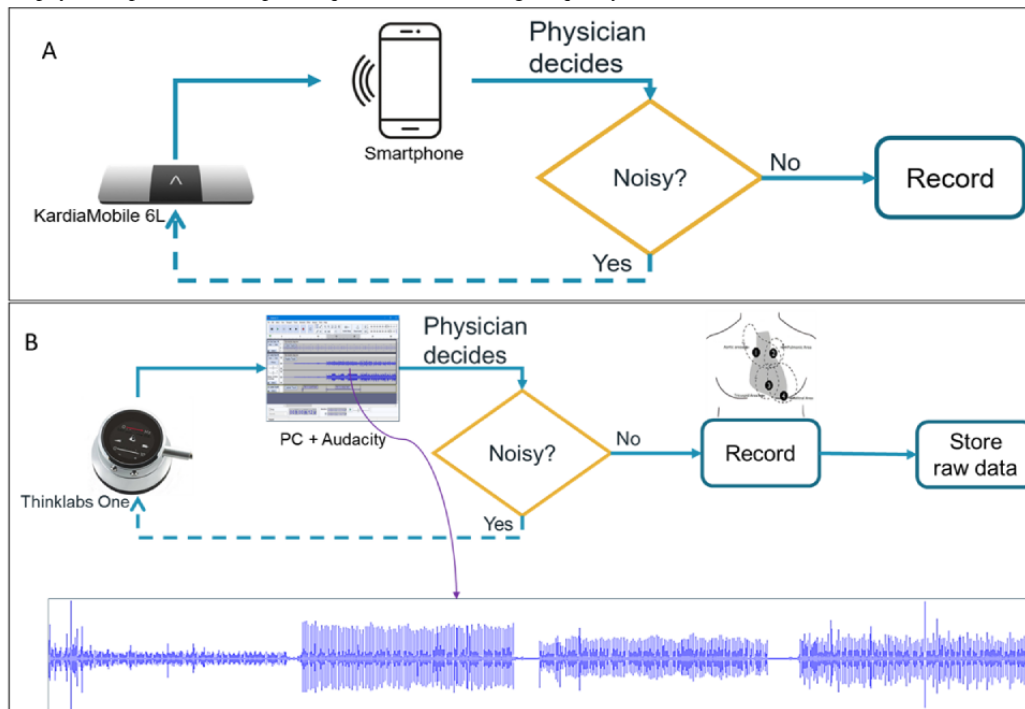 A
Physician
decides
Smartphone
Noisy?
No
Record
KardiaMobile 6L
Yes
B
Physician
decides
PC + Audacity
Noisy?
No
Record
Store
raw data
Thinklabs One
Yes